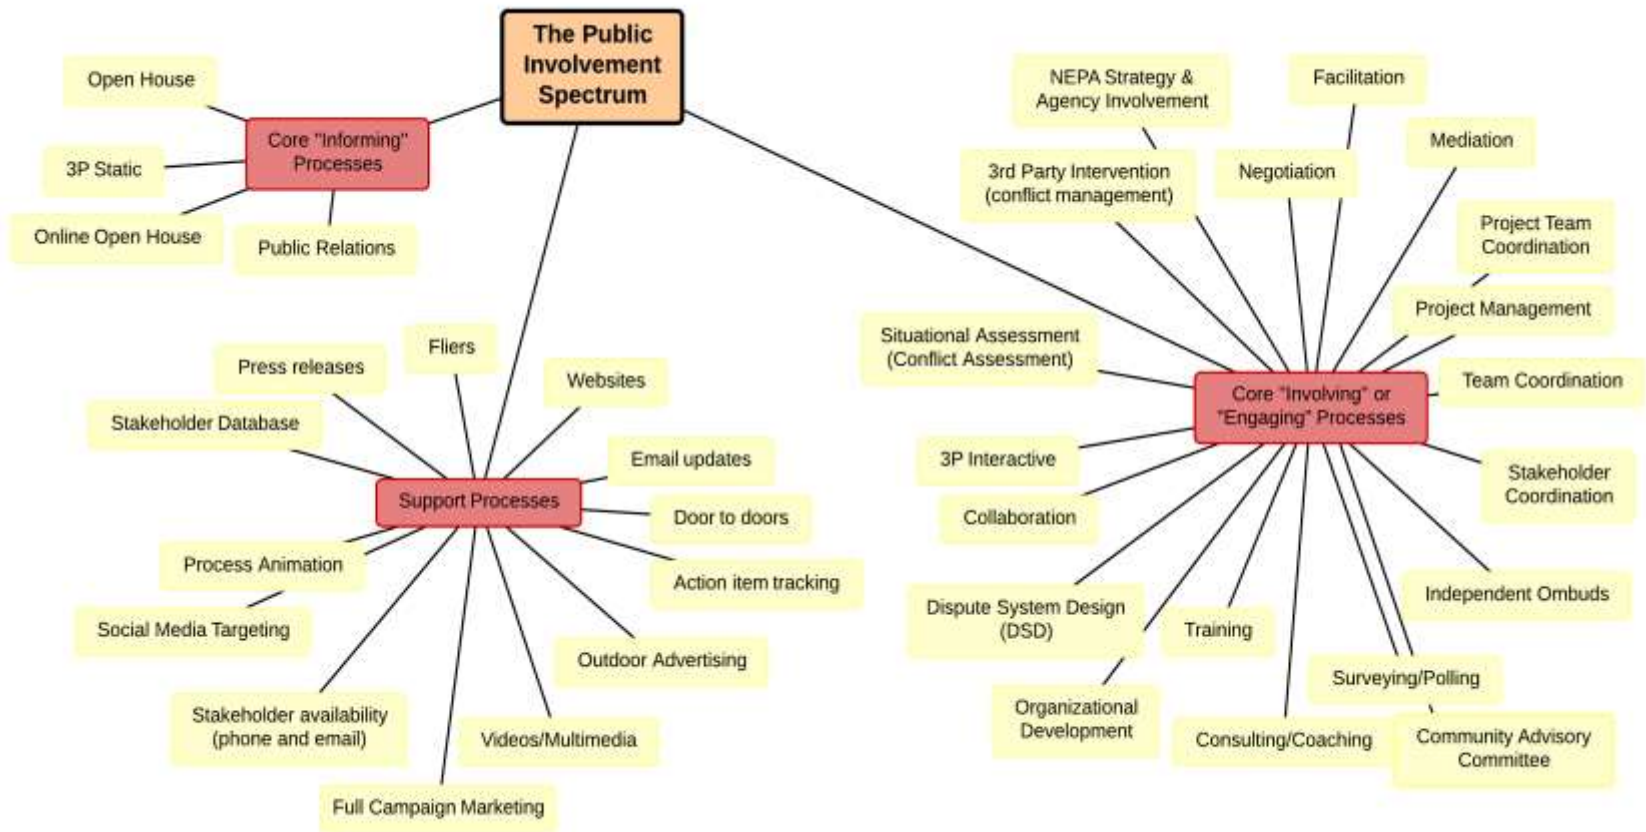 The Public
Involvement
Spectrum
Open House
Core "Informing"
Processes
3P Static
Online Open House
Public Relations
Fliers
Press releases
Websites
Stakeholder Database
Email updates
Support Processes
Door to doors
Process Animation
Action item tracking
Social Media Targeting
Outdoor Advertising
Stakeholder availability
(phone and email)
Videos/Multimedia
Full Campaign Marketing
NEPA Strategy &
Agency Involvement
Facilitation
Mediation
3rd Party Intervention
(conflict management)
Negotiation
Project Team
Coordination
Project Management
Situational Assessment
(Conflict Assessment)
Team Coordination
Core "Involving" or
"Engaging" Processes
3P Interactive
Stakeholder
Coordination
Collaboration
Independent Ombuds
Dispute System Design
(DSD)
Training
Surveying/Polling
Organizational
Development
Consulting/Coaching
Community Advisory
Committee